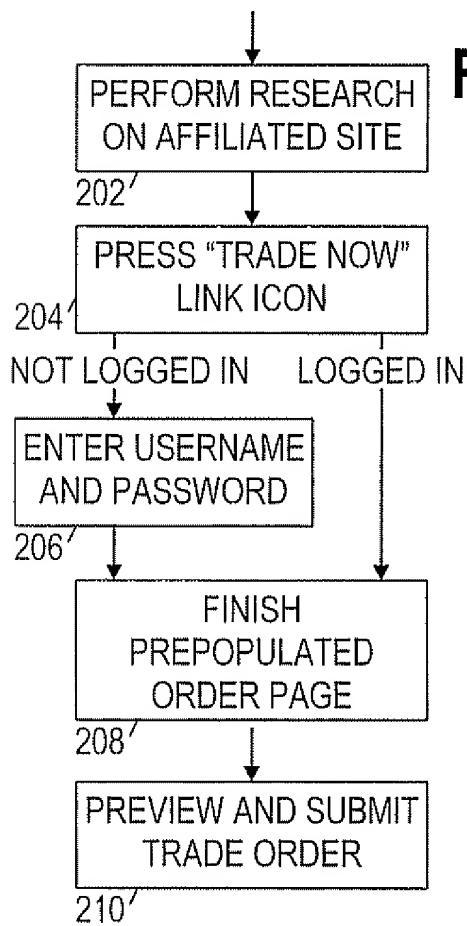 PERFORM RESEARCH
ON AFFILIATED SITE
202
PRESS “TRADE NOW”
LINK ICON
204
NOT LOGGED IN LOGGED IN
ENTER USERNAME
AND PASSWORD
206
FINISH
PREPOPULATED
ORDER PAGE
208
PREVIEW AND SUBMIT
TRADE ORDER
210